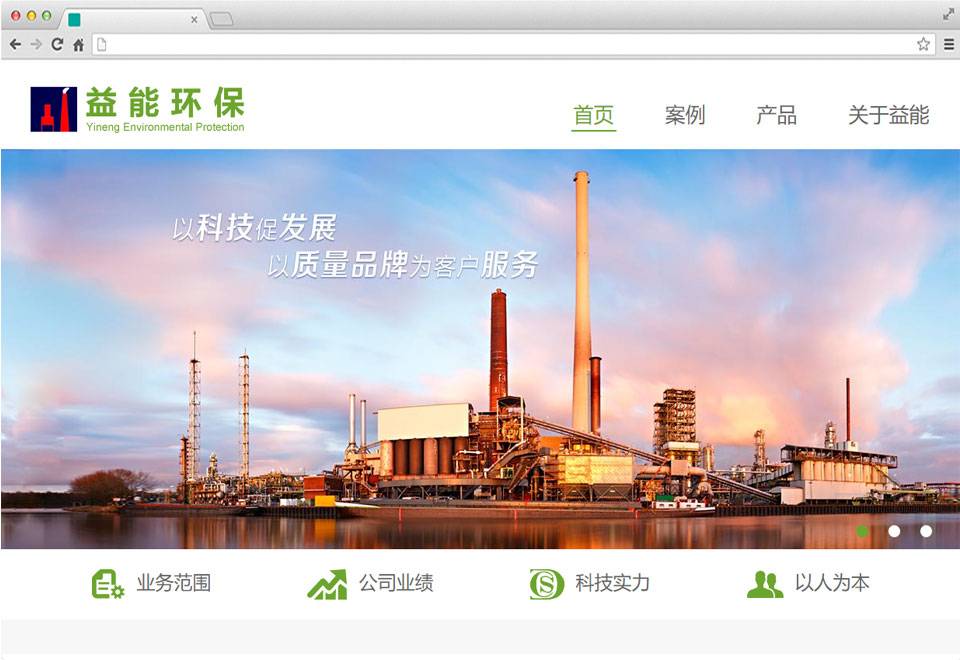 益能环保
Yineng Environmental Protection
首页 案例 产品 关于益能
以科技促发展
以质量品牌为客户服务
业务范围 公司业绩 科技实力 以人为本